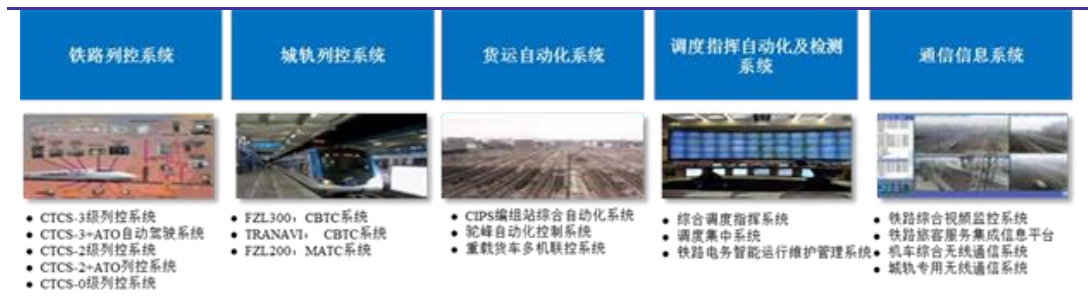 铁路列控系统
城轨列控系统
货运自动化系统
调度指挥自动化及检测
系统
通信信息系统
● CTCS-3级列控系统
● CTCS-3+ATO自动驾驶系统
● CTCS-2级列控系统
● CTCS-2+ATO列控系统
● CTCS-0级列控系统
● FZL300：CBTC系统
● TRANAVI： CBTC系统
● FZL200：MATC系统
● CIPS编组站综合自动化系统
● 驼峰自动化控制系统
● 重载货车多机联控系统
● 综合调度指挥系统
● 调度集中系统
● 铁路电务智能运行维护管理系统
● 铁路综合视频监控系统
● 铁路旅客服务集成信息平台
● 机车综合无线通信系统
● 城轨专用无线通信系统